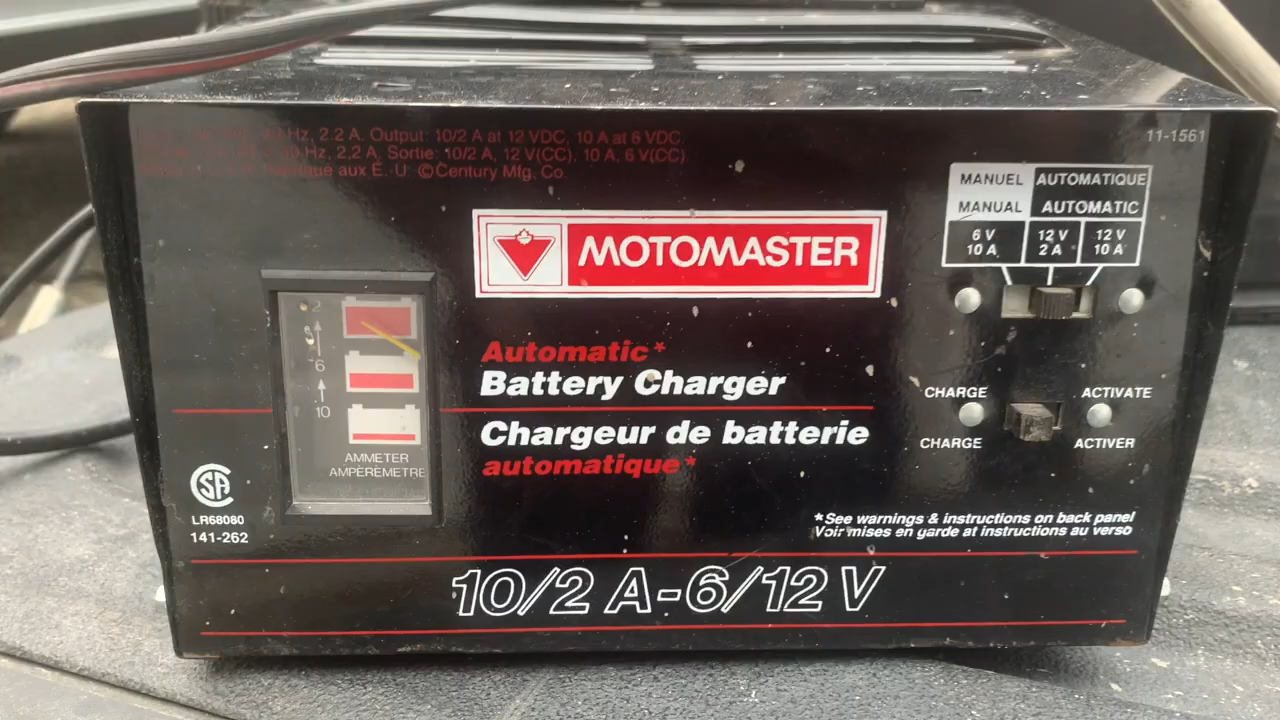 Hz, 2.2 A. Output: 10/2 A at 12 VDC, 10 A at 6 VDC.
Hz, 2,2 A, Sortie: 10/2 A, 12 V(CC). 10 A, 6 V(CC)
aux É.-U. ©Century Mfg. Co.
11-1561
MANUEL AUTOMATIQUE
MANUAL AUTOMATIC
6 V 12 V 12 V
10 A 2 A 10 A
MOTOMASTER
2
6
10
AMMETER
AMPÈREMÈTRE
Automatic*
Battery Charger
Chargeur de batterie
automatique*
CHARGE ACTIVATE
CHARGE ACTIVER
LR68080
141-262
*See warnings & instructions on back panel
Voir mises en garde at instructions au verso
10/2 A-6/12 V